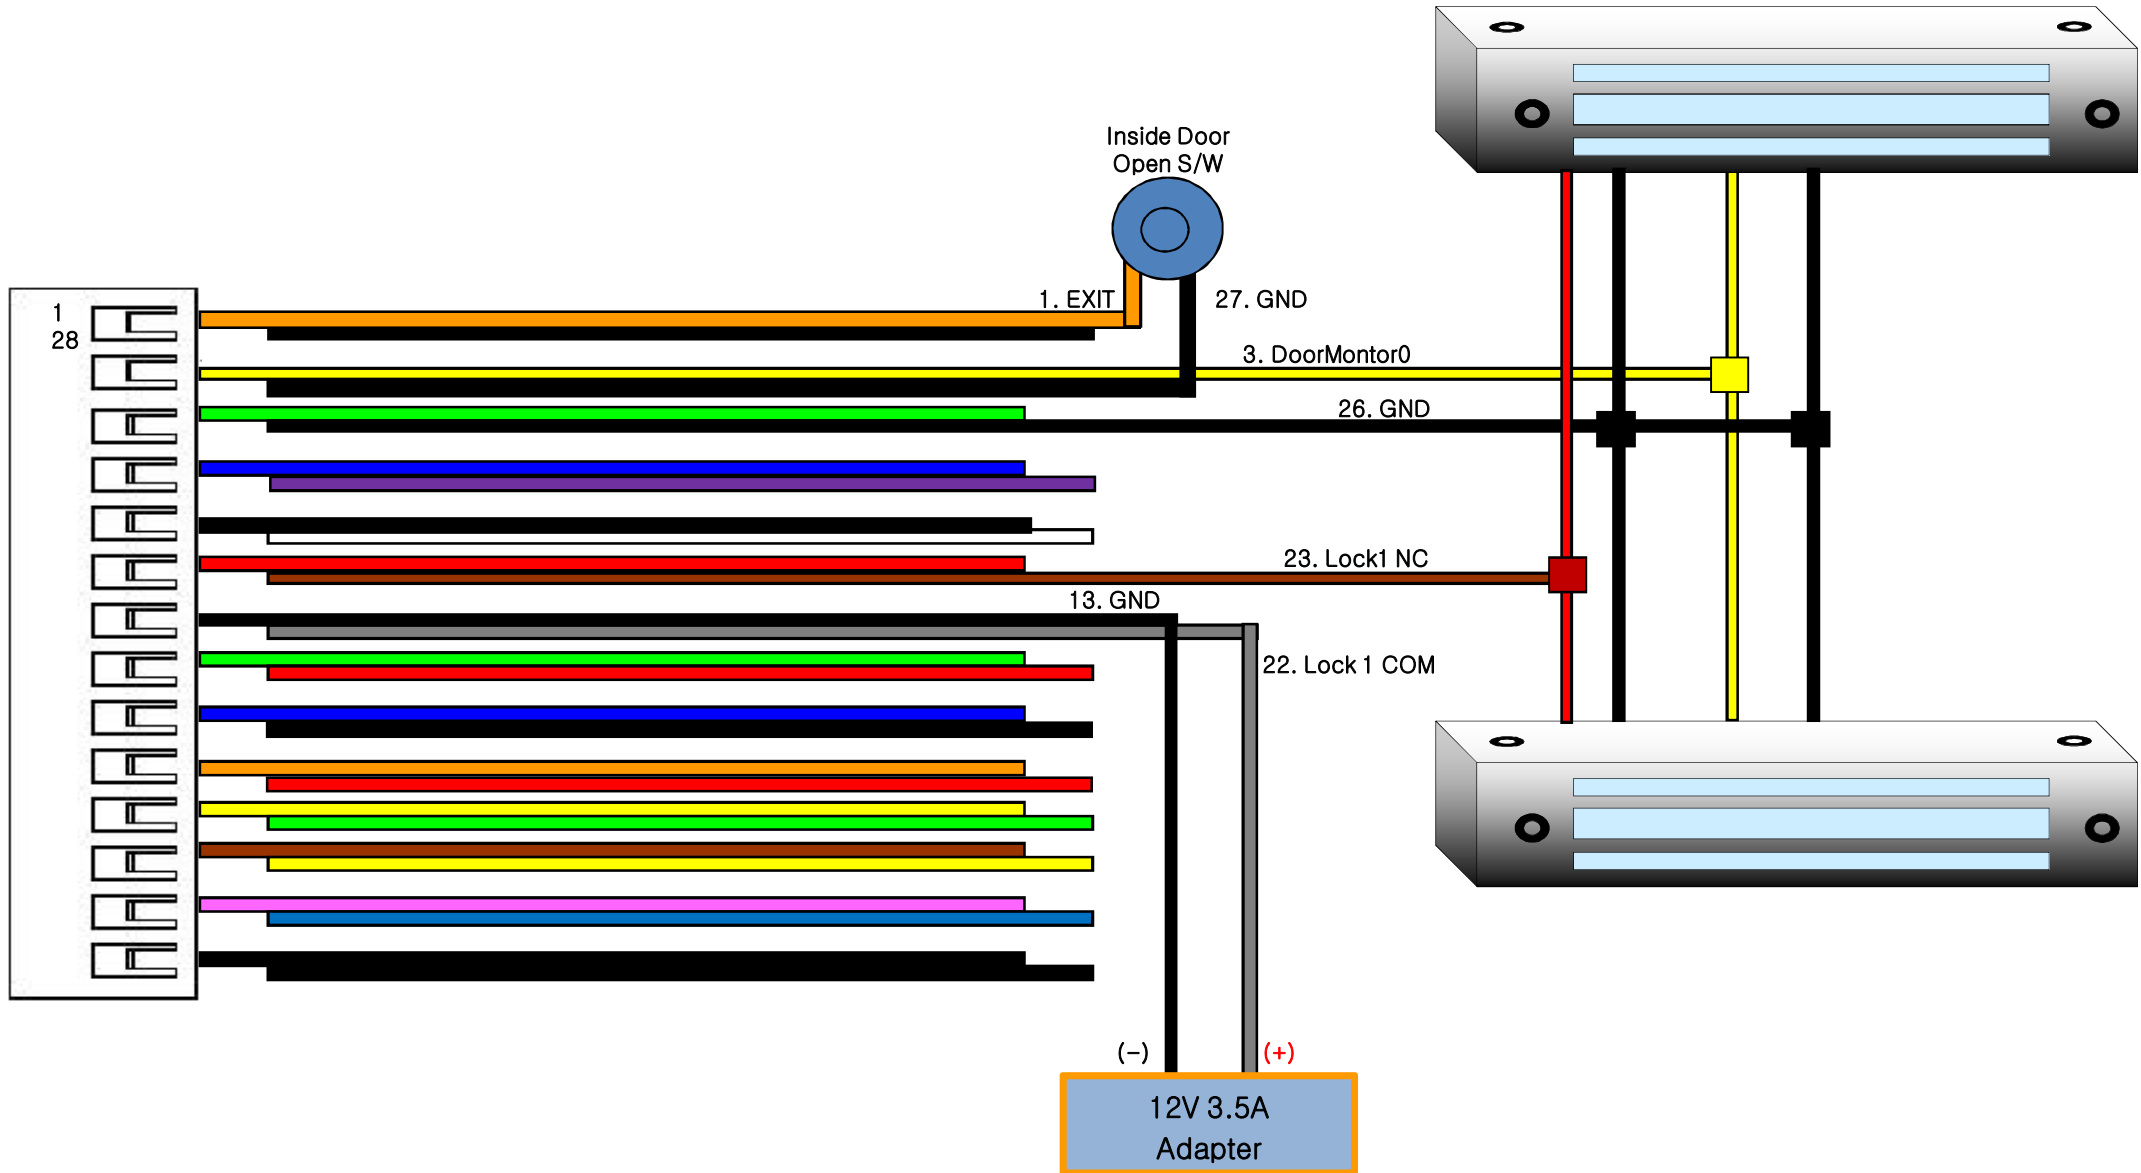 Inside Door
Open S/W
1. EXIT
27. GND
1
28
3. DoorMontor0
26. GND
23. Lock1 NC
13. GND
22. Lock 1 COM
(-)
(+)
12V 3.5A
Adapter